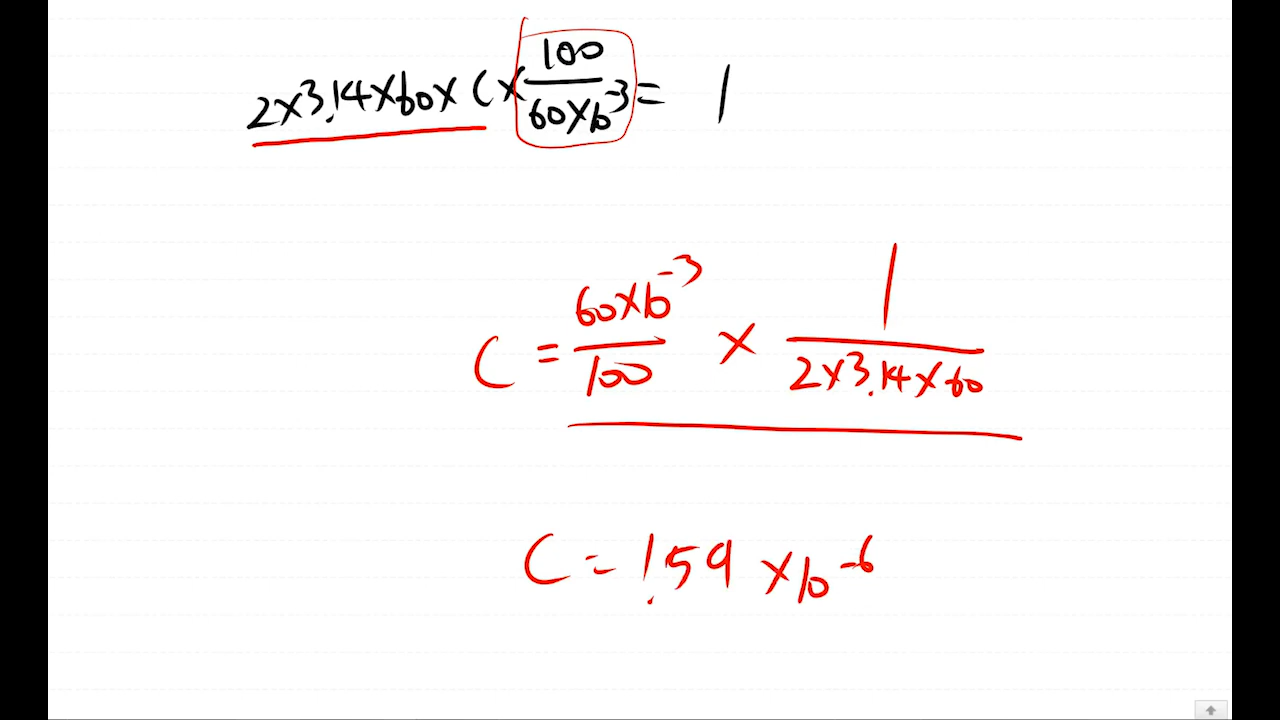 2×3.14×60× C × 100/60×10⁻³ = 1
C = 60×10⁻³/100 × 1/2×3.14×60
C = 1.59 ×10⁻⁶